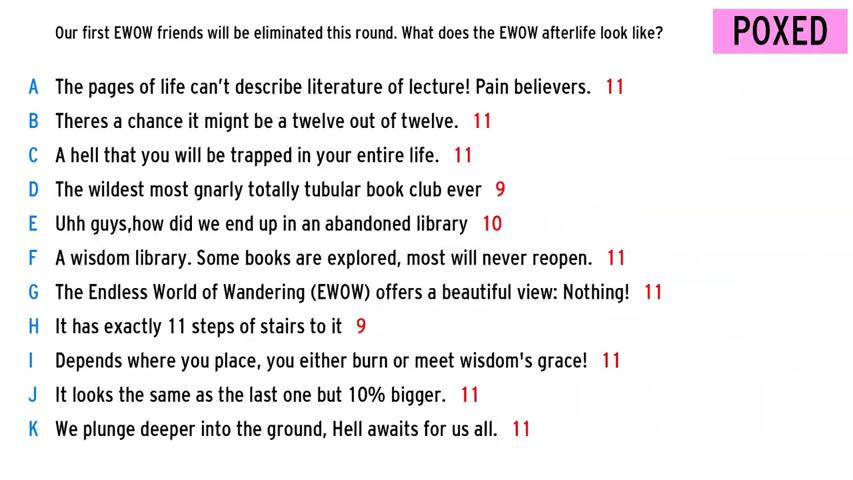 Our first EWOW friends will be eliminated this round. What does the EWOW afterlife look like?
POXED
A The pages of life can't describe literature of lecture! Pain believers. 11
B Theres a chance it mignt be a twelve out of twelve. 11
C A hell that you will be trapped in your entire life. 11
D The wildest most gnarly totally tubular book club ever 9
E Uhh guys,how did we end up in an abandoned library 10
F A wisdom library. Some books are explored, most will never reopen. 11
G The Endless World of Wandering (EWOW) offers a beautiful view: Nothing! 11
H It has exactly 11 steps of stairs to it 9
I Depends where you place, you either burn or meet wisdom's grace! 11
J It looks the same as the last one but 10% bigger. 11
K We plunge deeper into the ground, Hell awaits for us all. 11